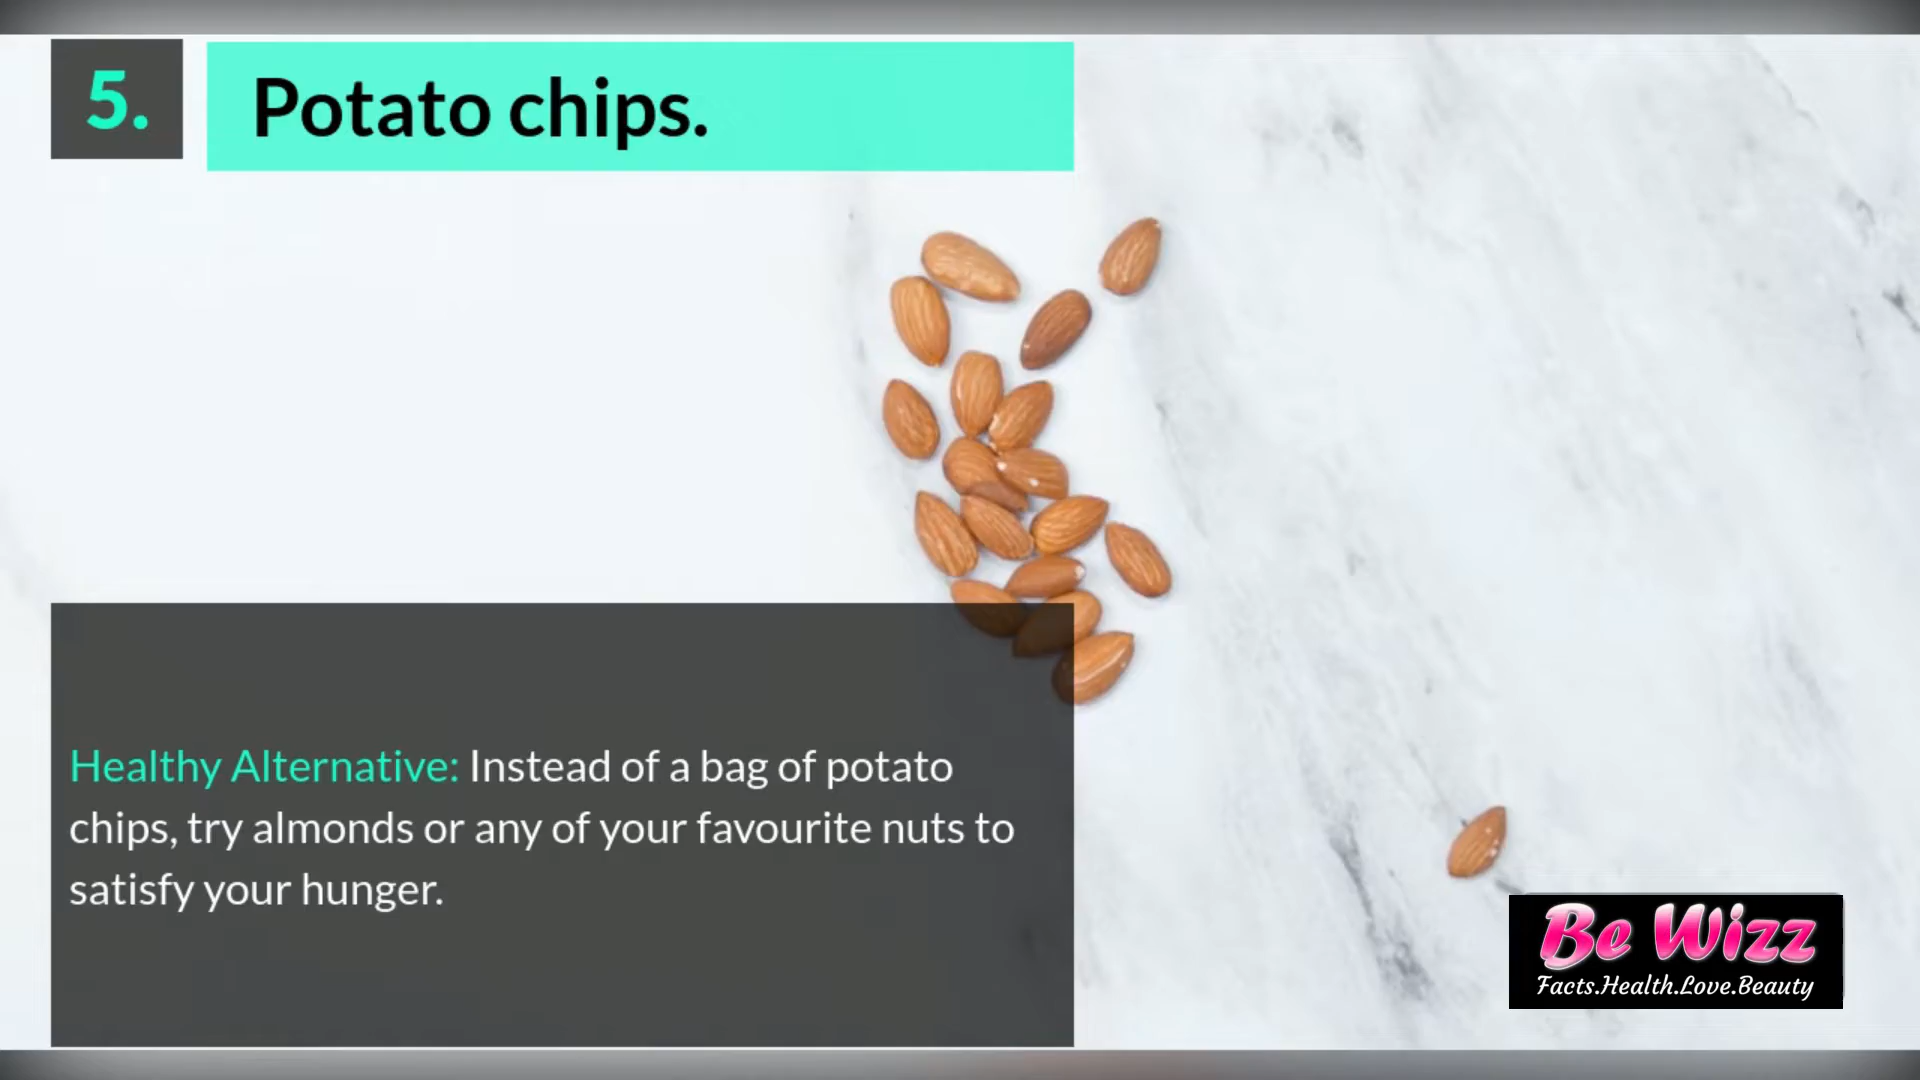 5.
Potato chips.
Healthy Alternative: Instead of a bag of potato
chips, try almonds or any of your favourite nuts to
satisfy your hunger.
Be Wizz
Facts.Health.Love.Beauty